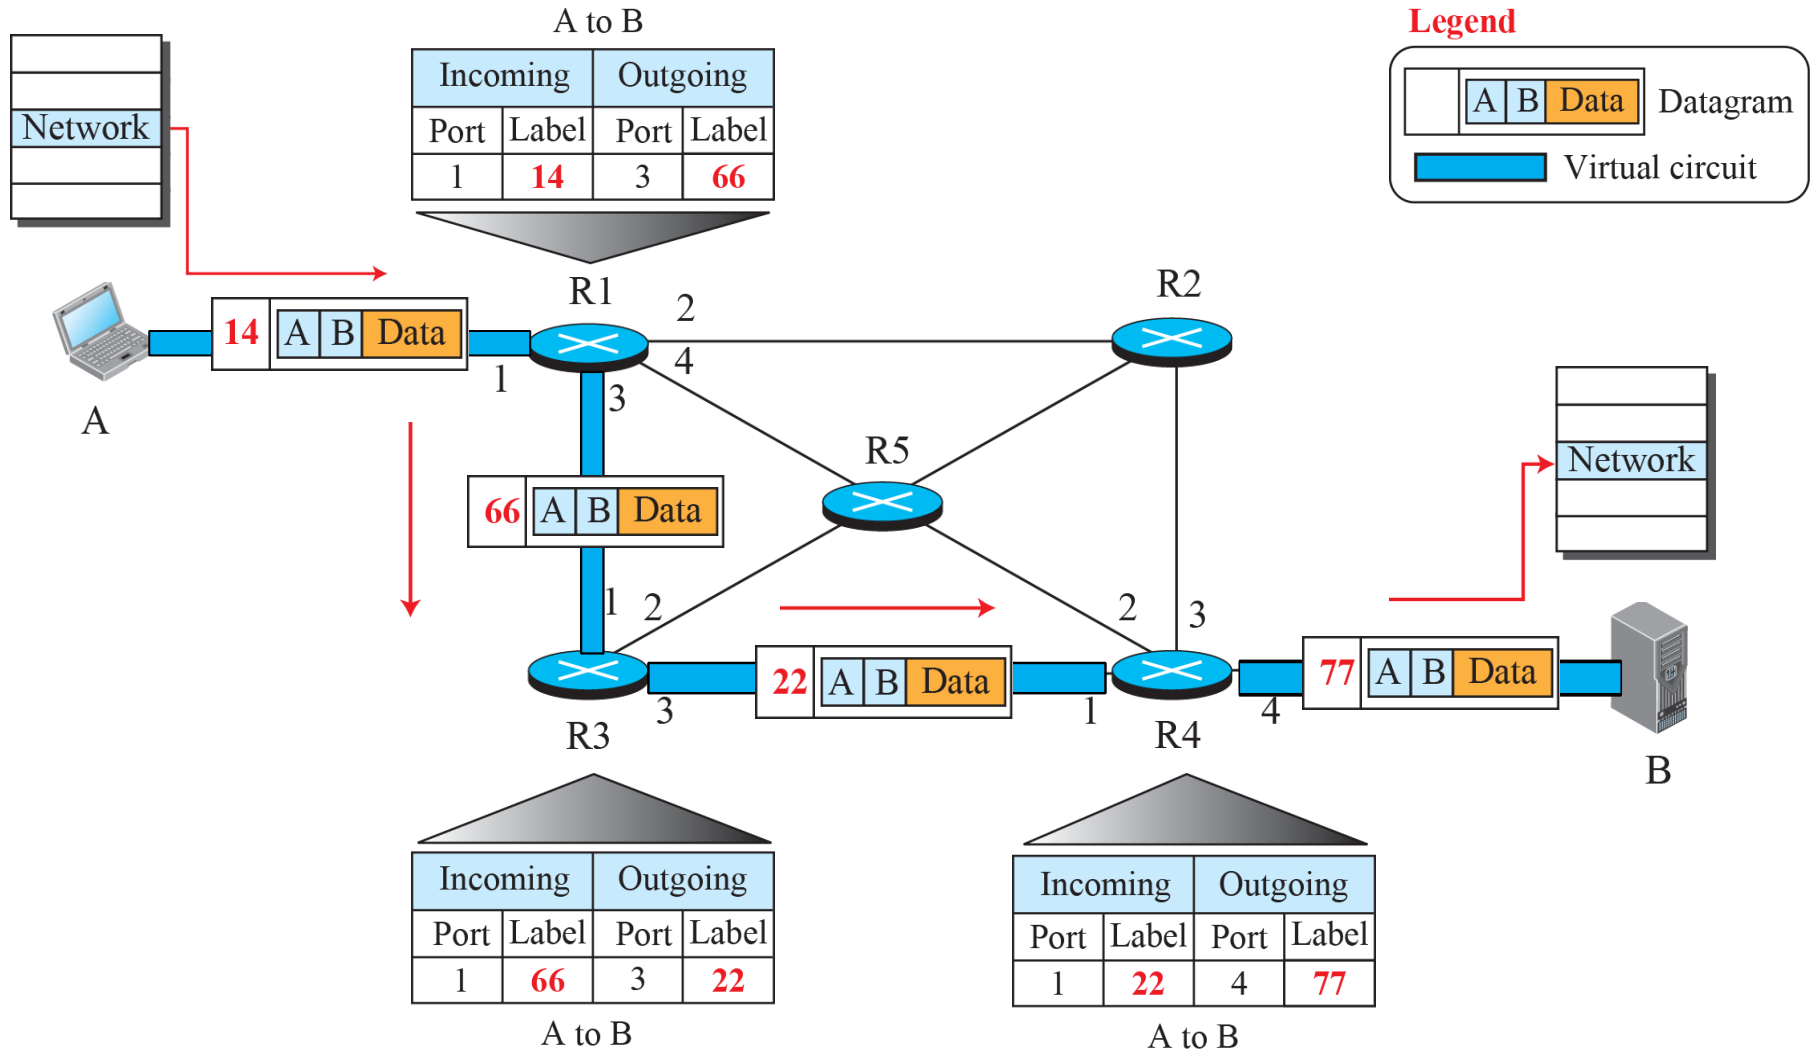 A to B
Legend
Incoming Outgoing
Port Label Port Label
1 14 3 66
A B Data Datagram
Virtual circuit
Network
R1
R2
2
4
14 A B Data
1
3
A
R5
Network
66 A B Data
1
2
2
3
22 A B Data
77 A B Data
3
1
4
R3
R4
B
Incoming Outgoing
Port Label Port Label
1 66 3 22
A to B
Incoming Outgoing
Port Label Port Label
1 22 4 77
A to B